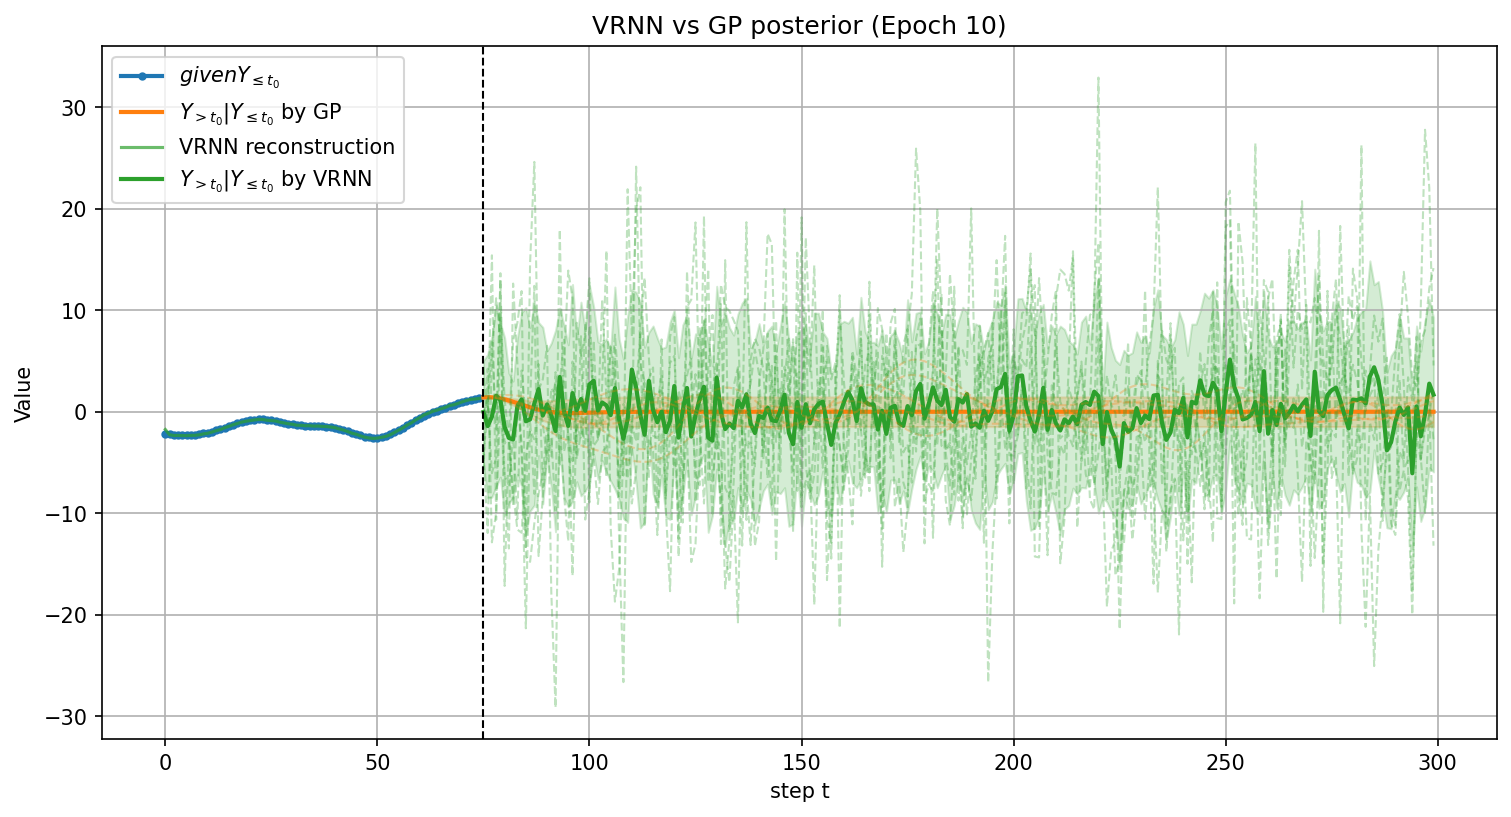 VRNN vs GP posterior (Epoch 10)
givenY≤t₀
Y>t₀|Y≤t₀ by GP
VRNN reconstruction
Y>t₀|Y≤t₀ by VRNN
Value
30
20
10
0
−10
−20
−30
0 50 100 150 200 250 300
step t